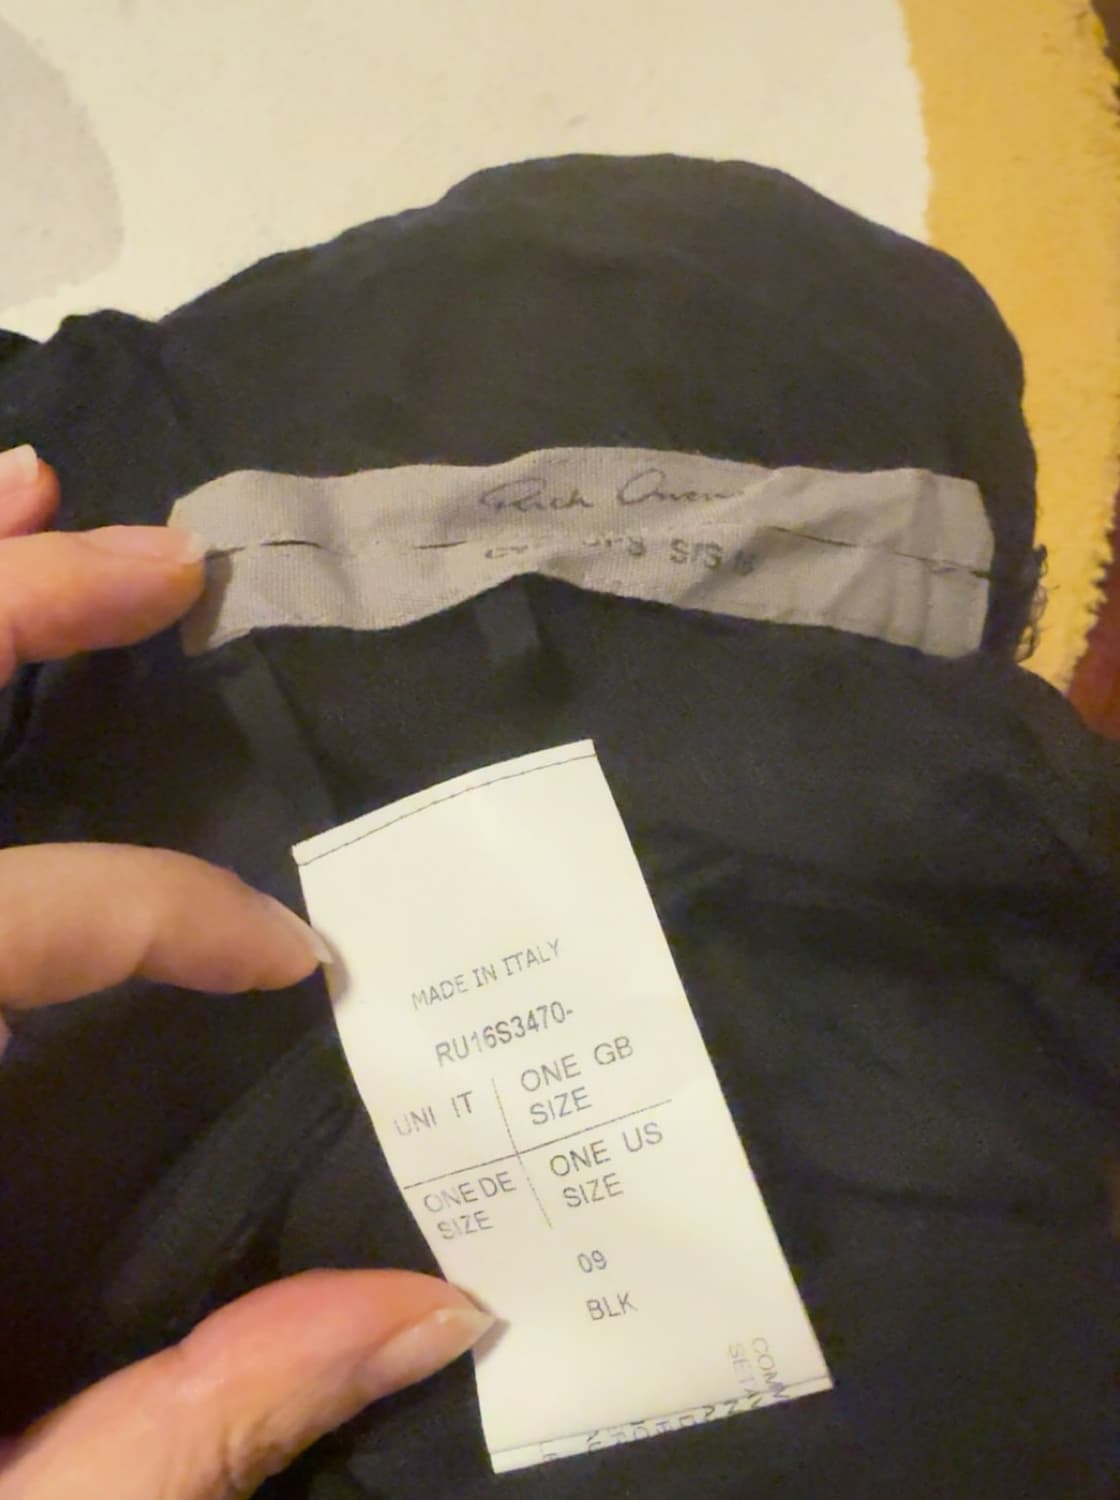 Rick Owens
S/S 16
MADE IN ITALY
RU16S3470-
UNI IT
ONE GB
SIZE
ONE DE
SIZE
ONE US
SIZE
09
BLK